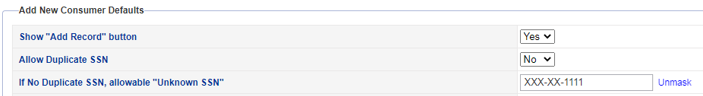 Add New Consumer Defaults
Show "Add Record" button Yes
Allow Duplicate SSN No
If No Duplicate SSN, allowable "Unknown SSN" XXX-XX-1111 Unmask